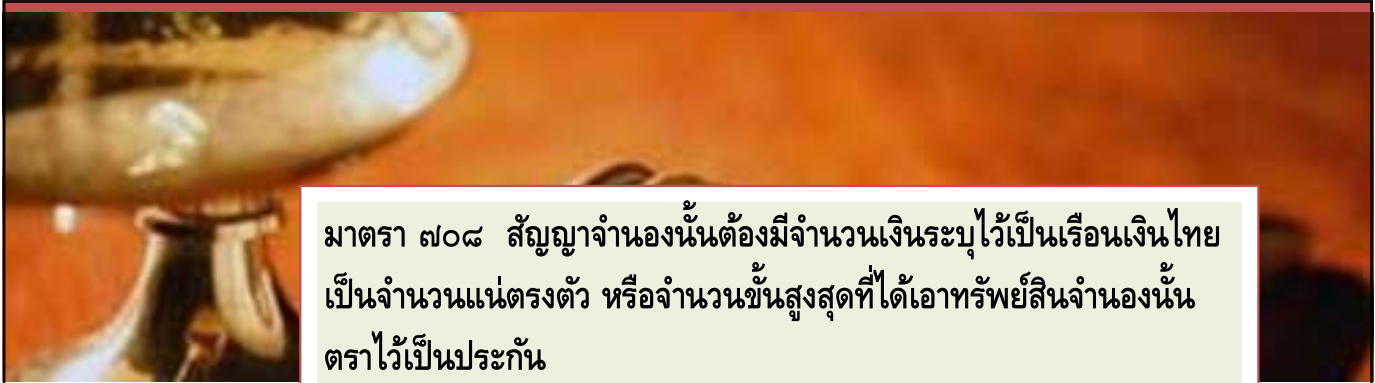 มาตรา ๗๐๘  สัญญาจำนองนั้นต้องมีจำนวนเงินระบุไว้เป็นเรือนเงินไทย
เป็นจำนวนแน่ตรงตัว หรือจำนวนขั้นสูงสุดที่ได้เอาทรัพย์สินจำนองนั้น
ตราไว้เป็นประกัน